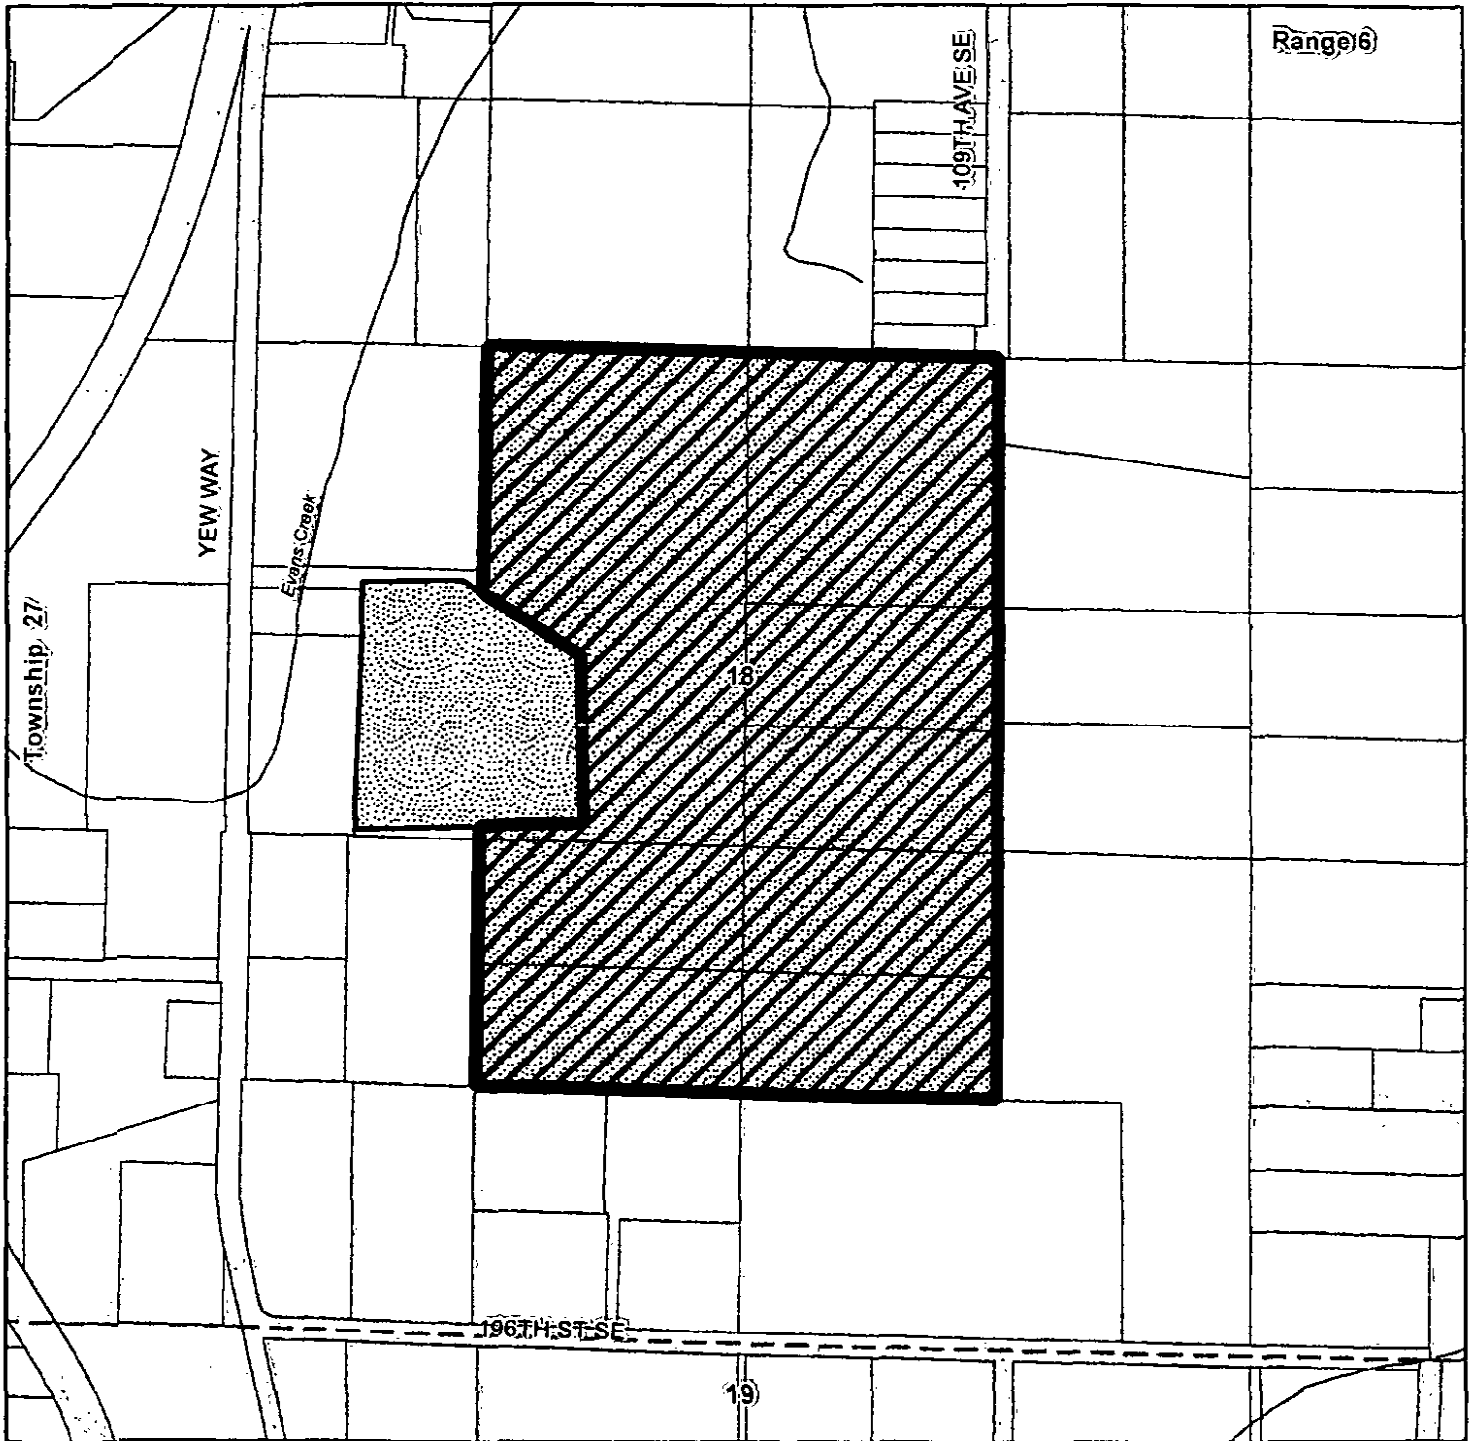 Range 6
109TH AVE SE
YEW WAY
Evans Creek
Township 27
18
196TH ST SE
19